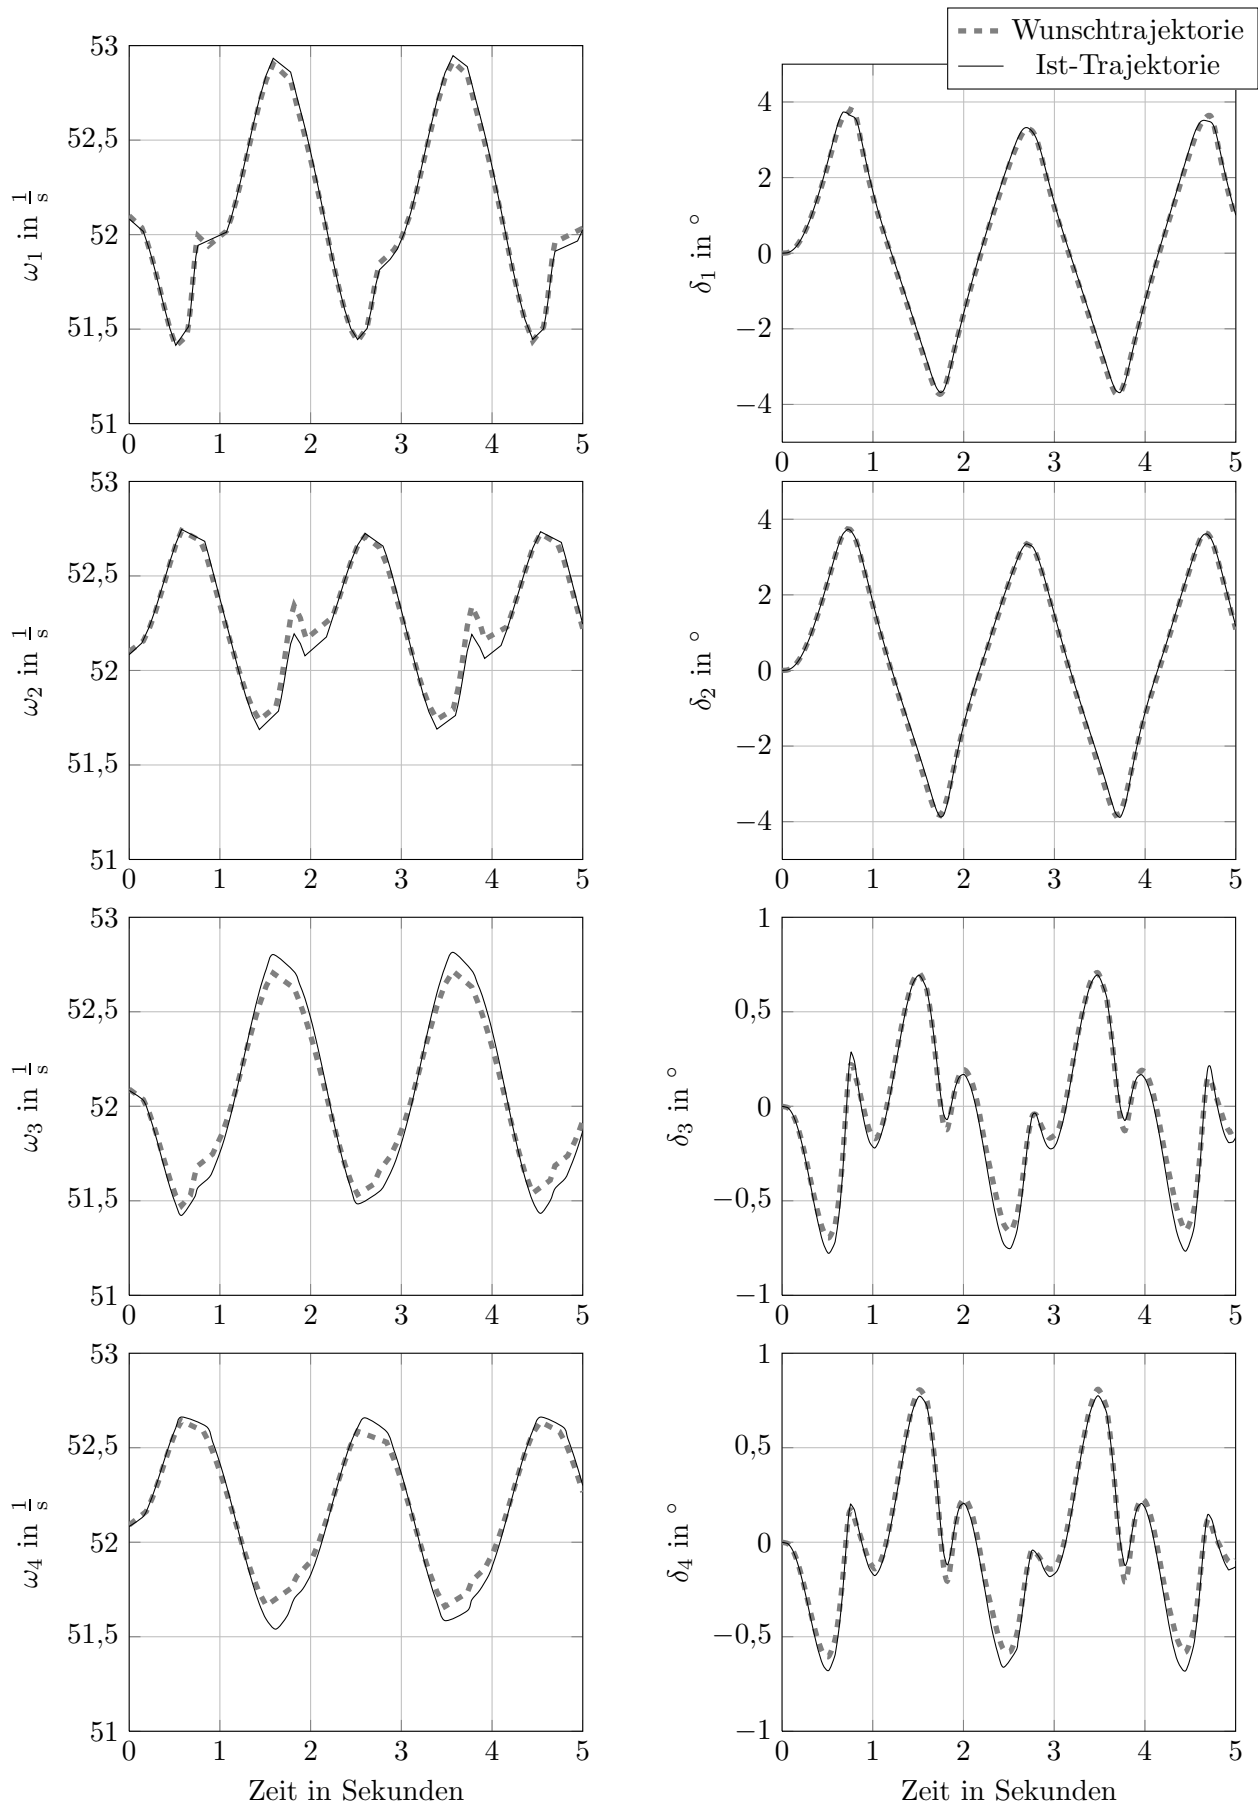 Wunschtrajektorie
Ist-Trajektorie
53
52,5
52
51,5
51
0 1 2 3 4 5
ω₁ in 1/s
4
2
0
−2
−4
0 1 2 3 4 5
δ₁ in °
53
52,5
52
51,5
51
0 1 2 3 4 5
ω₂ in 1/s
4
2
0
−2
−4
0 1 2 3 4 5
δ₂ in °
53
52,5
52
51,5
51
0 1 2 3 4 5
ω₃ in 1/s
1
0,5
0
−0,5
−1
0 1 2 3 4 5
δ₃ in °
53
52,5
52
51,5
51
0 1 2 3 4 5
ω₄ in 1/s
Zeit in Sekunden
1
0,5
0
−0,5
−1
0 1 2 3 4 5
δ₄ in °
Zeit in Sekunden